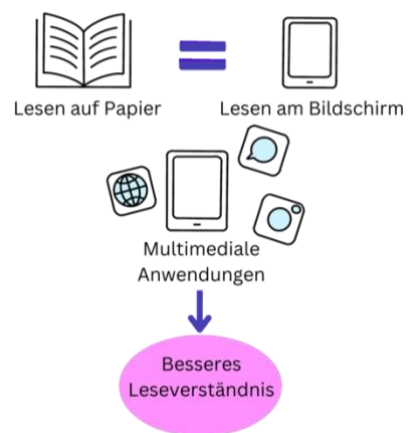 Lesen auf Papier
Lesen am Bildschirm
Multimediale
Anwendungen
Besseres
Leseverständnis